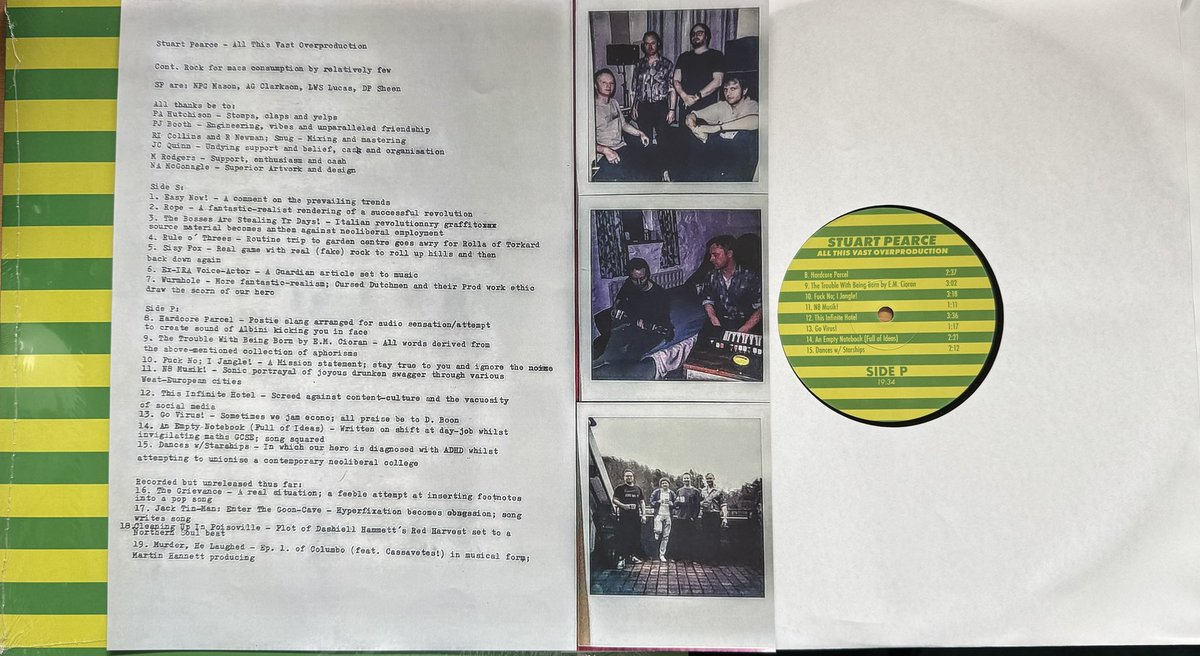 Stuart Pearce - All This Vast Overproduction
Cont. Rock for mass consumption by relatively few
SP are: NPG Mason, AG Clarkson, LWS Lucas, DP Sheen
All thanks be to:
PA Hutchison - Stomps, claps and yelps
PJ Booth - Engineering, vibes and unparalleled friendship
RI Collins and R Newman; Snug - Mixing and mastering
JC Quinn - Undying support and belief, cash and organisation
M Rodgers - Support, enthusiasm and cash
NA McGonagle - Superior Artwork and design
Side S:
1. Easy Now! - A comment on the prevailing trends
2. Rope - A fantastic-realist rendering of a successful revolution
3. The Bosses Are Stealing Yr Days! - Italian revolutionary graffitoxxx
source material becomes anthem against neoliberal employment
4. Rule o' Threes - Routine trip to garden centre goes awry for Rolla of Torkard
5. Sisy Fox - Real game with real (fake) rock to roll up hills and then
back down again
6. Ex-IRA Voice-Actor - A Guardian article set to music
7. Wurmhole - More fantastic-realism; Cursed Dutchmen and their Prod work ethic
draw the scorn of our hero
Side P:
8. Hardcore Parcel - Postie slang arranged for audio sensation/attempt
to create sound of Albini kicking you in face
9. The Trouble With Being Born by E.M. Cioran - All words derived from
the above-mentioned collection of aphorisms
10. Fuck No; I Jangle! - A Mission statement; stay true to you and ignore the noise
11. N8 Musik! - Sonic portrayal of joyous drunken swagger through various
West-European cities
12. This Infinite Hotel - Screed against content-culture and the vacuosity
of social media
13. Go Virus! - Sometimes we jam econo; all praise be to D. Boon
14. An Empty Notebook (Full of Ideas) - Written on shift at day-job whilst
invigilating maths GCSE; song squared
15. Dances w/Starships - In which our hero is diagnosed with ADHD whilst
attempting to unionise a contemporary neoliberal college
Recorded but unreleased thus far:
16. The Grievance - A real situation; a feeble attempt at inserting footnotes
into a pop song
17. Jack Tin-Man; Enter The Goon-Cave - Hyperfixation becomes obsession; song
writes song
18. Cleaning Up In Poisoville - Plot of Dashiell Hammett's Red Harvest set to a
Northern Soul beat
19. Murder, He Laughed - Ep. 1. of Columbo (feat. Cassavetes!) in musical form;
Martin Hannett producing
STUART PEARCE
ALL THIS VAST OVERPRODUCTION
8. Hardcore Parcel 2:37
9. The Trouble With Being Born by E.M. Cioran 3:02
10. Fuck No; I Jangle! 3:18
11. N8 Musik! 1:11
12. This Infinite Hotel 3:36
13. Go Virus! 1:17
14. An Empty Notebook (Full of Ideas) 2:21
15. Dances w/ Starships 2:12
SIDE P
19:34